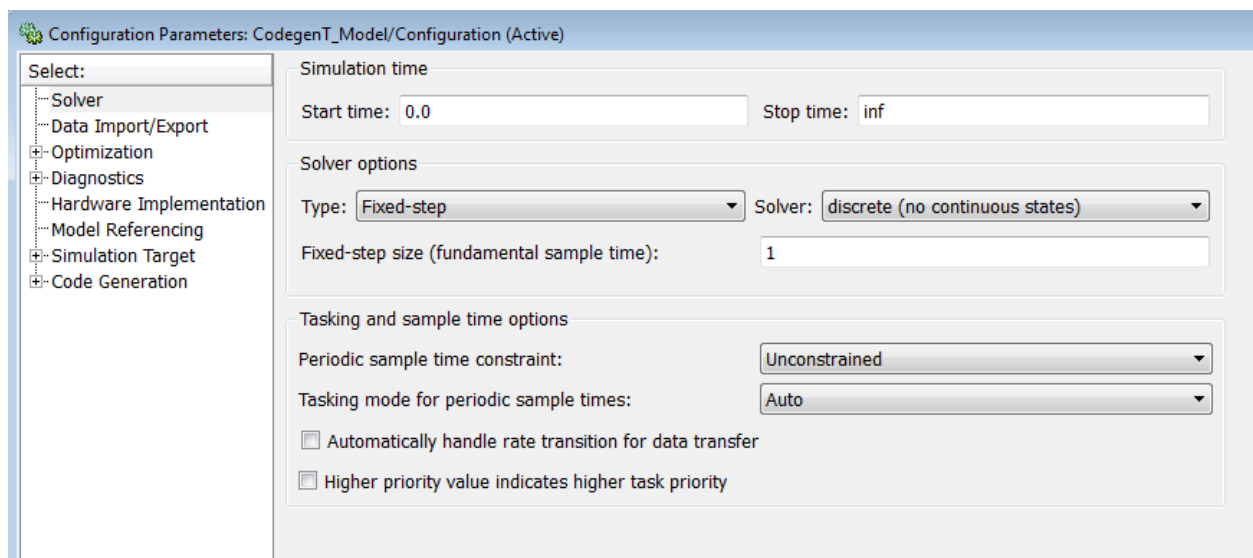 Configuration Parameters: CodegenT_Model/Configuration (Active)
Select:
Solver
Data Import/Export
Optimization
Diagnostics
Hardware Implementation
Model Referencing
Simulation Target
Code Generation
Simulation time
Start time: 0.0 Stop time: inf
Solver options
Type: Fixed-step Solver: discrete (no continuous states)
Fixed-step size (fundamental sample time): 1
Tasking and sample time options
Periodic sample time constraint: Unconstrained
Tasking mode for periodic sample times: Auto
Automatically handle rate transition for data transfer
Higher priority value indicates higher task priority